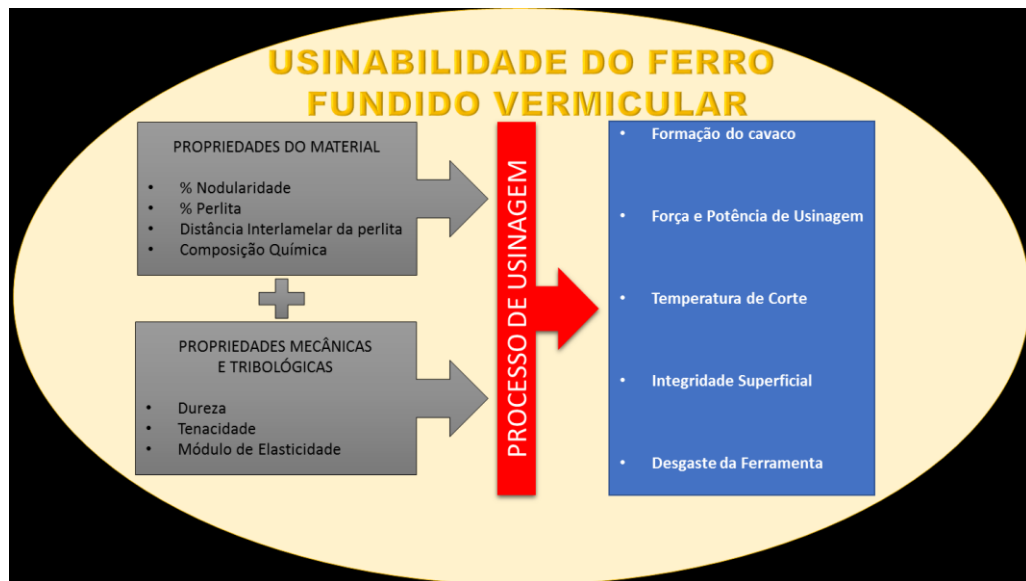 USINABILIDADE DO FERRO
FUNDIDO VERMICULAR
PROPRIEDADES DO MATERIAL
• % Nodularidade
• % Perlita
• Distância Interlamelar da perlita
• Composição Química
PROPRIEDADES MECÂNICAS
E TRIBOLÓGICAS
• Dureza
• Tenacidade
• Módulo de Elasticidade
PROCESSO DE USINAGEM
• Formação do cavaco
• Força e Potência de Usinagem
• Temperatura de Corte
• Integridade Superficial
• Desgaste da Ferramenta